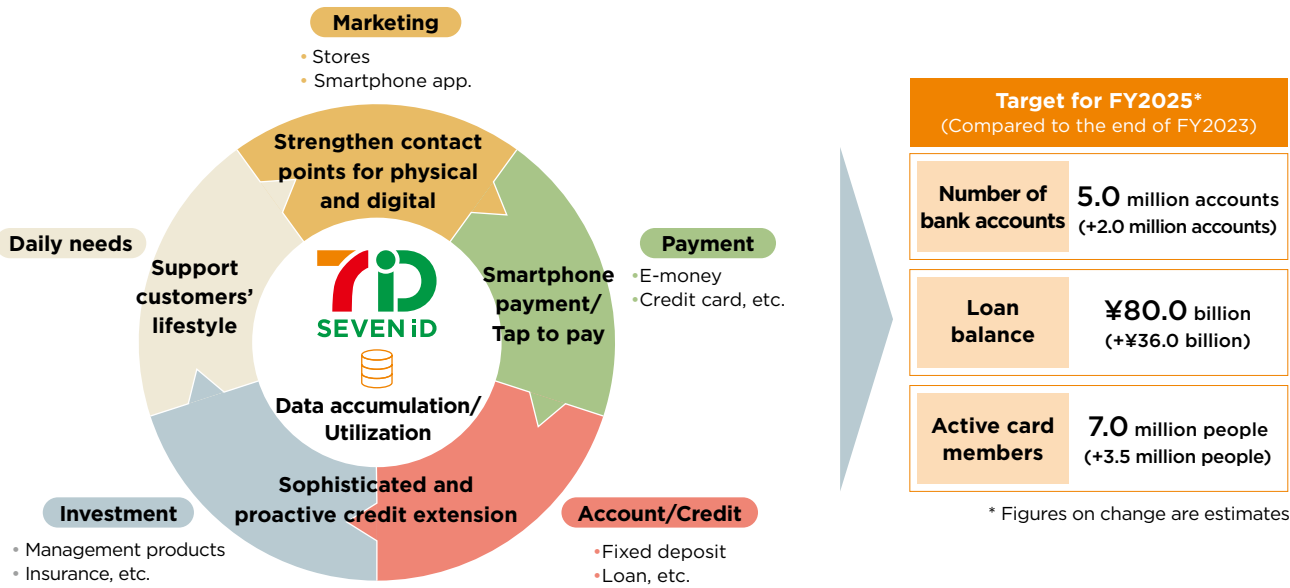 Marketing
• Stores
• Smartphone app.
Strengthen contact
points for physical
and digital
Daily needs
Support
customers'
lifestyle
Payment
•E-money
•Credit card, etc.
Smartphone
payment/
Tap to pay
7iD
SEVEN iD
Data accumulation/
Utilization
Sophisticated and
proactive credit extension
Investment
• Management products
• Insurance, etc.
Account/Credit
•Fixed deposit
•Loan, etc.
Target for FY2025*
(Compared to the end of FY2023)
Number of
bank accounts
5.0 million accounts
(+2.0 million accounts)
Loan
balance
¥80.0 billion
(+¥36.0 billion)
Active card
members
7.0 million people
(+3.5 million people)
* Figures on change are estimates